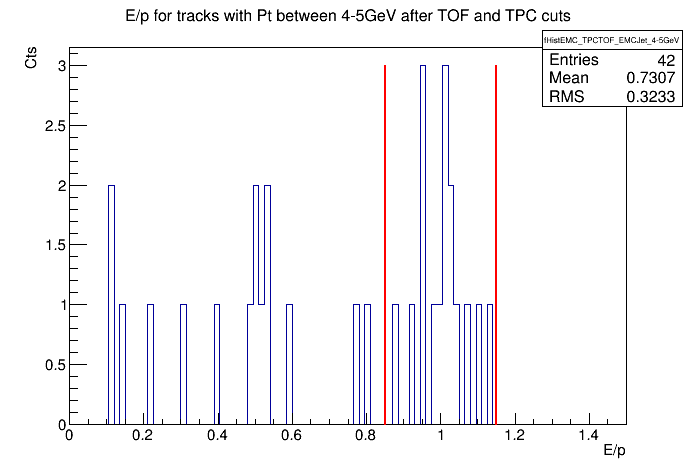 E/p for tracks with Pt between 4-5GeV after TOF and TPC cuts
fHistEMC_TPCTOF_EMCJet_4-5GeV
Entries 42
Mean 0.7307
RMS 0.3233
Cts
3
2.5
2
1.5
1
0.5
0
0 0.2 0.4 0.6 0.8 1 1.2 1.4
E/p